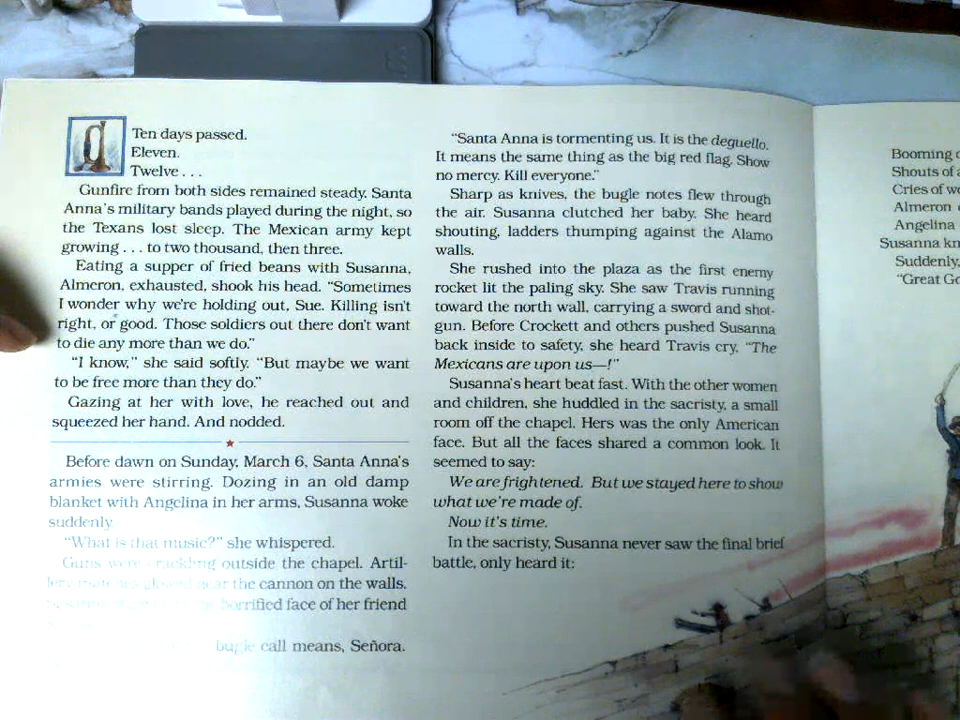 Ten days passed.
Eleven.
Twelve . . .
Gunfire from both sides remained steady. Santa
Anna's military bands played during the night, so
the Texans lost sleep. The Mexican army kept
growing . . . to two thousand, then three.
Eating a supper of fried beans with Susanna,
Almeron, exhausted, shook his head. "Sometimes
I wonder why we're holding out, Sue. Killing isn't
right, or good. Those soldiers out there don't want
to die any more than we do."
"I know," she said softly. "But maybe we want
to be free more than they do."
Gazing at her with love, he reached out and
squeezed her hand. And nodded.
Before dawn on Sunday, March 6, Santa Anna's
armies were stirring. Dozing in an old damp
blanket with Angelina in her arms, Susanna woke
suddenly.
"What is that music?" she whispered.
Guns were crackling outside the chapel. Artil-
near the cannon on the walls.
horrified face of her friend
bugle call means, Señora.
"Santa Anna is tormenting us. It is the deguello.
It means the same thing as the big red flag. Show
no mercy. Kill everyone."
Sharp as knives, the bugle notes flew through
the air. Susanna clutched her baby. She heard
shouting, ladders thumping against the Alamo
walls.
She rushed into the plaza as the first enemy
rocket lit the paling sky. She saw Travis running
toward the north wall, carrying a sword and shot-
gun. Before Crockett and others pushed Susanna
back inside to safety, she heard Travis cry, "The
Mexicans are upon us—!"
Susanna's heart beat fast. With the other women
and children, she huddled in the sacristy, a small
room off the chapel. Hers was the only American
face. But all the faces shared a common look. It
seemed to say:
We are frightened. But we stayed here to show
what we're made of.
Now it's time.
In the sacristy, Susanna never saw the final brief
battle, only heard it:
Booming
Shouts of
Cries of
Almeron
Angelina
Susanna
Suddenly,
"Great